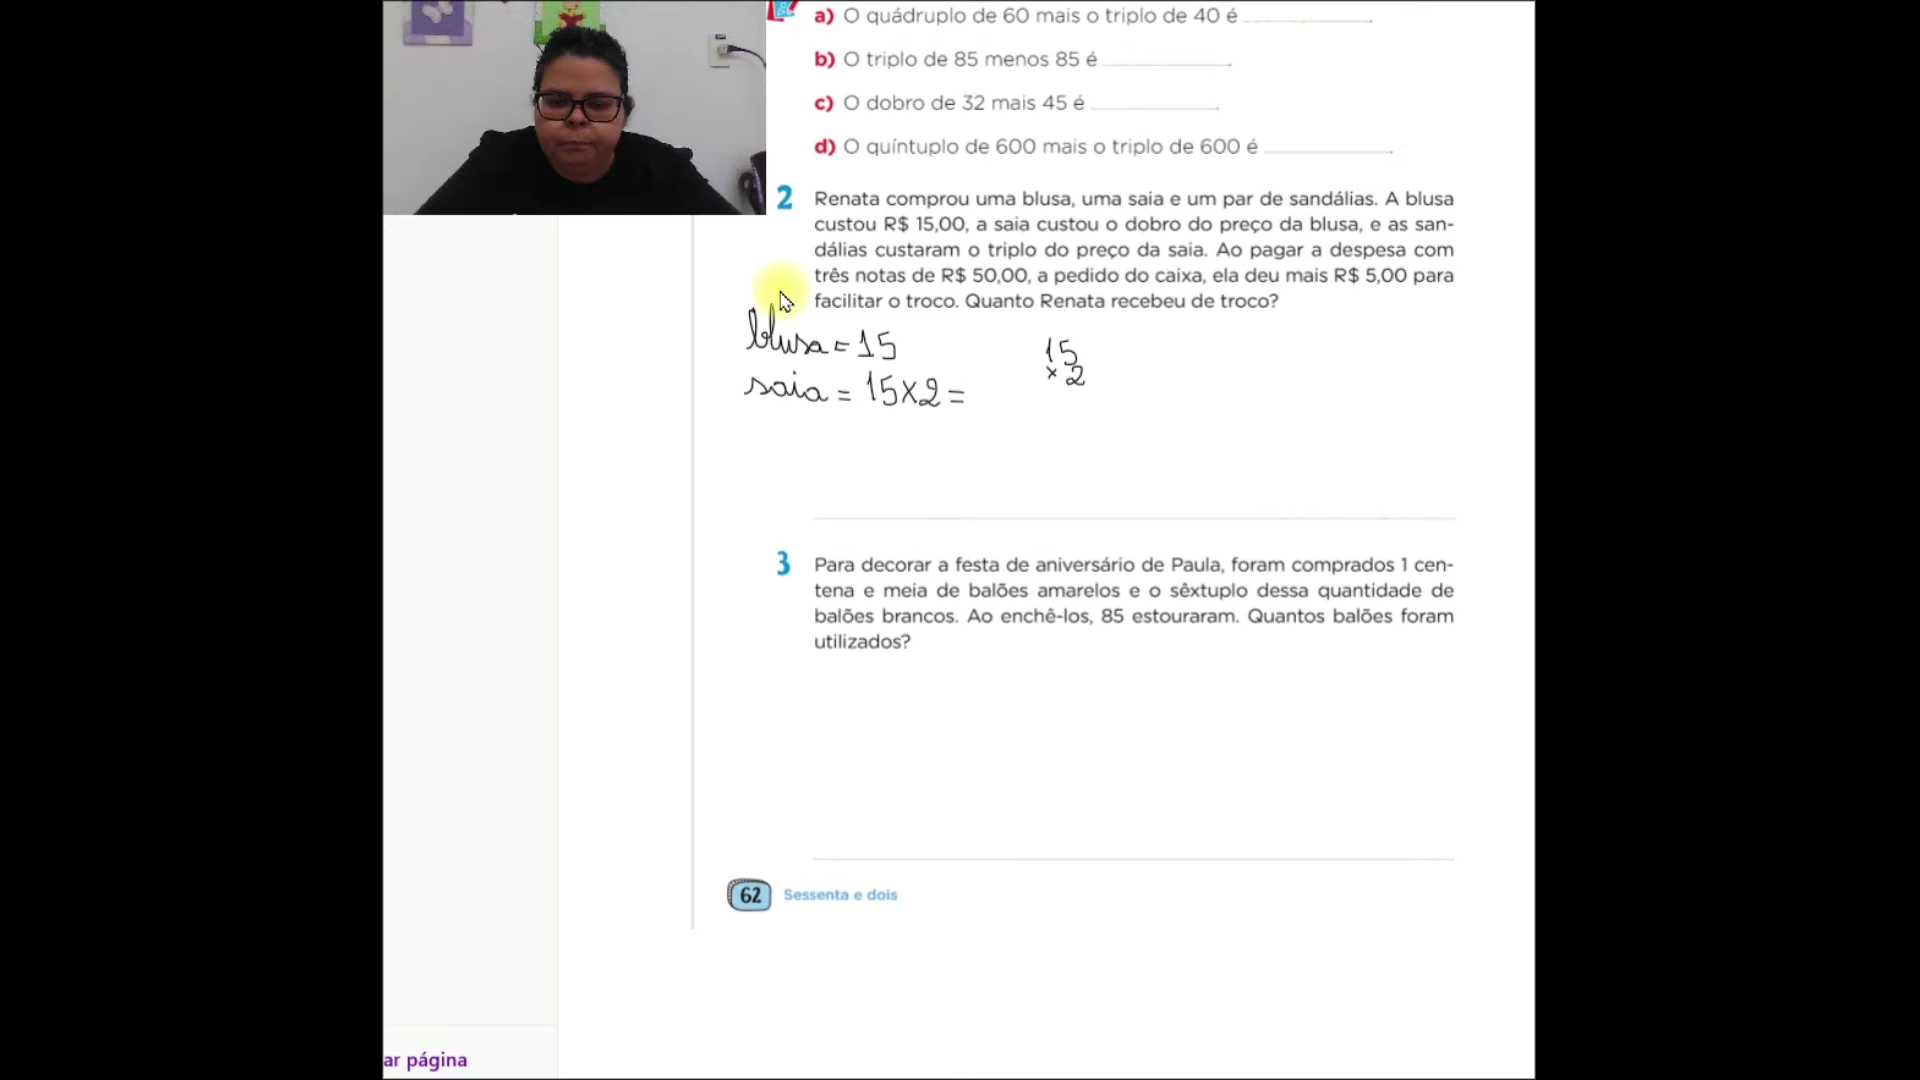 a) O quádruplo de 60 mais o triplo de 40 é
b) O triplo de 85 menos 85 é
c) O dobro de 32 mais 45 é
d) O quíntuplo de 600 mais o triplo de 600 é
2 Renata comprou uma blusa, uma saia e um par de sandálias. A blusa
custou R$ 15,00, a saia custou o dobro do preço da blusa, e as san-
dálias custaram o triplo do preço da saia. Ao pagar a despesa com
três notas de R$ 50,00, a pedido do caixa, ela deu mais R$ 5,00 para
facilitar o troco. Quanto Renata recebeu de troco?
blusa = 15
saia = 15x2 =
15
x 2
3 Para decorar a festa de aniversário de Paula, foram comprados 1 cen-
tena e meia de balões amarelos e o sêxtuplo dessa quantidade de
balões brancos. Ao enchê-los, 85 estouraram. Quantos balões foram
utilizados?
62 Sessenta e dois
ar página